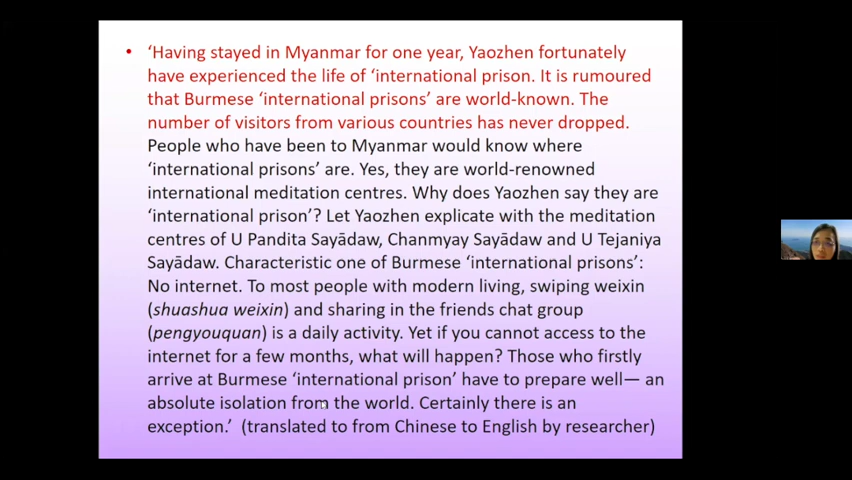 • ‘Having stayed in Myanmar for one year, Yaozhen fortunately
have experienced the life of ‘international prison. It is rumoured
that Burmese ‘international prisons’ are world-known. The
number of visitors from various countries has never dropped.
People who have been to Myanmar would know where
‘international prisons’ are. Yes, they are world-renowned
international meditation centres. Why does Yaozhen say they are
‘international prison’? Let Yaozhen explicate with the meditation
centres of U Pandita Sayādaw, Chanmyay Sayādaw and U Tejaniya
Sayādaw. Characteristic one of Burmese ‘international prisons’:
No internet. To most people with modern living, swiping weixin
(shuashua weixin) and sharing in the friends chat group
(pengyouquan) is a daily activity. Yet if you cannot access to the
internet for a few months, what will happen? Those who firstly
arrive at Burmese ‘international prison’ have to prepare well— an
absolute isolation from the world. Certainly there is an
exception.’ (translated to from Chinese to English by researcher)